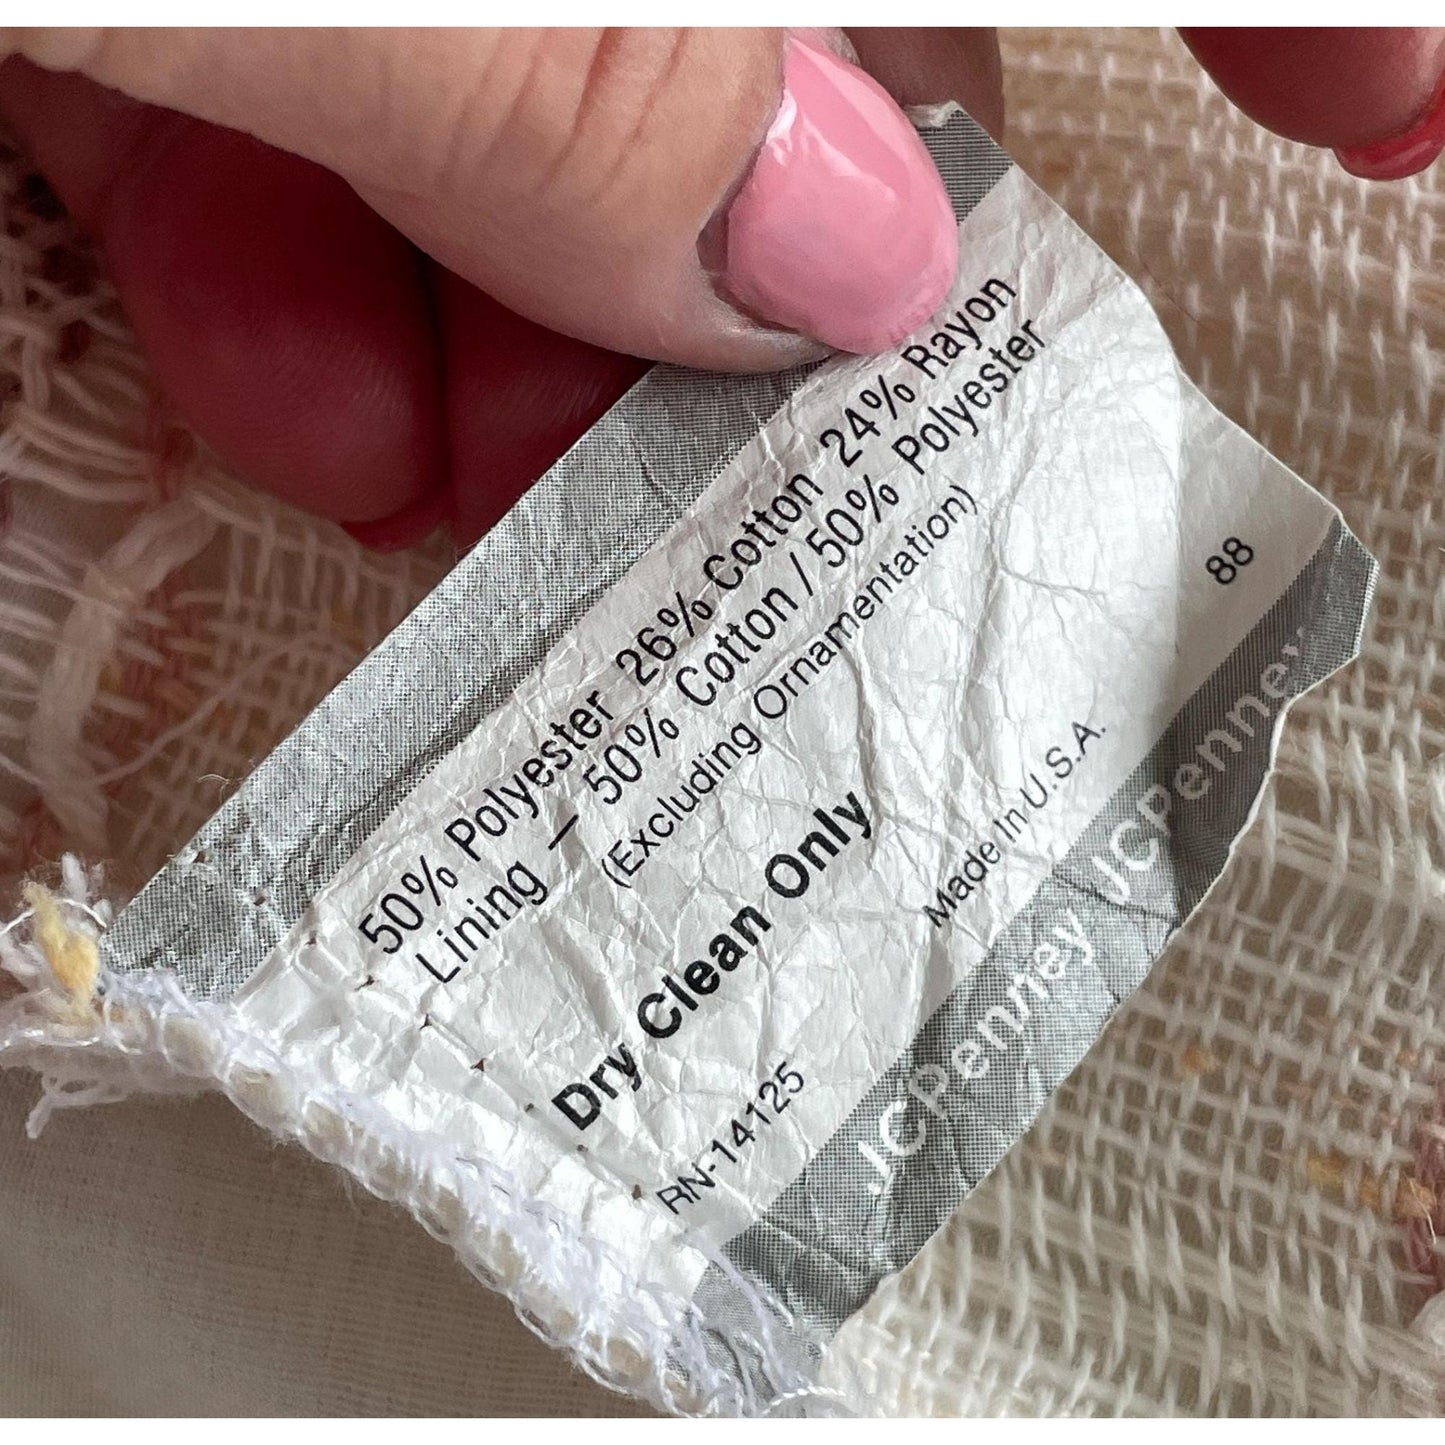 50% Polyester 26% Cotton 24% Rayon
Lining — 50% Cotton / 50% Polyester
(Excluding Ornamentation)
Dry Clean Only
RN-14125
Made In U.S.A.
88
JCPenney JCPenney